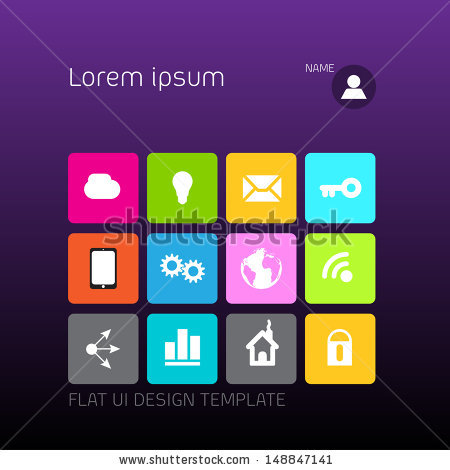 Lorem ipsum
NAME
FLAT UI DESIGN TEMPLATE
shutterstock
www.shutterstock.com · 148847141